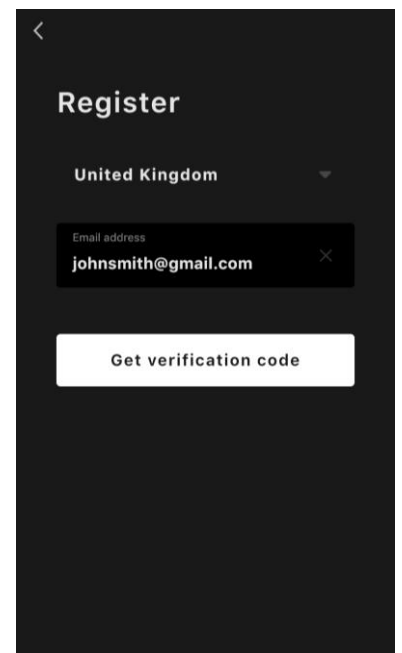 Register
United Kingdom
Email address
johnsmith@gmail.com
Get verification code